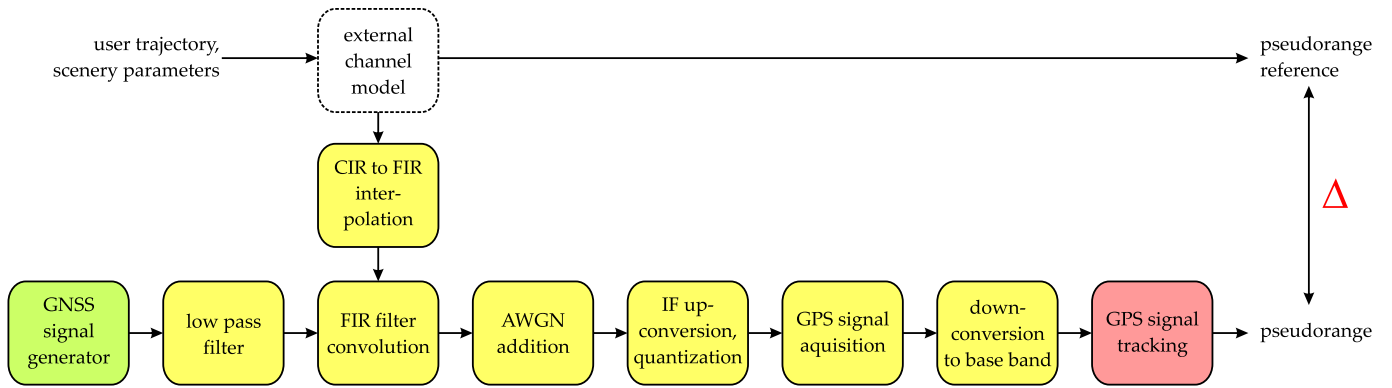 user trajectory,
scenery parameters
external
channel
model
pseudorange
reference
CIR to FIR
inter-
polation
Δ
GNSS
signal
generator
low pass
filter
FIR filter
convolution
AWGN
addition
IF up-
conversion,
quantization
GPS signal
aquisition
down-
conversion
to base band
GPS signal
tracking
pseudorange